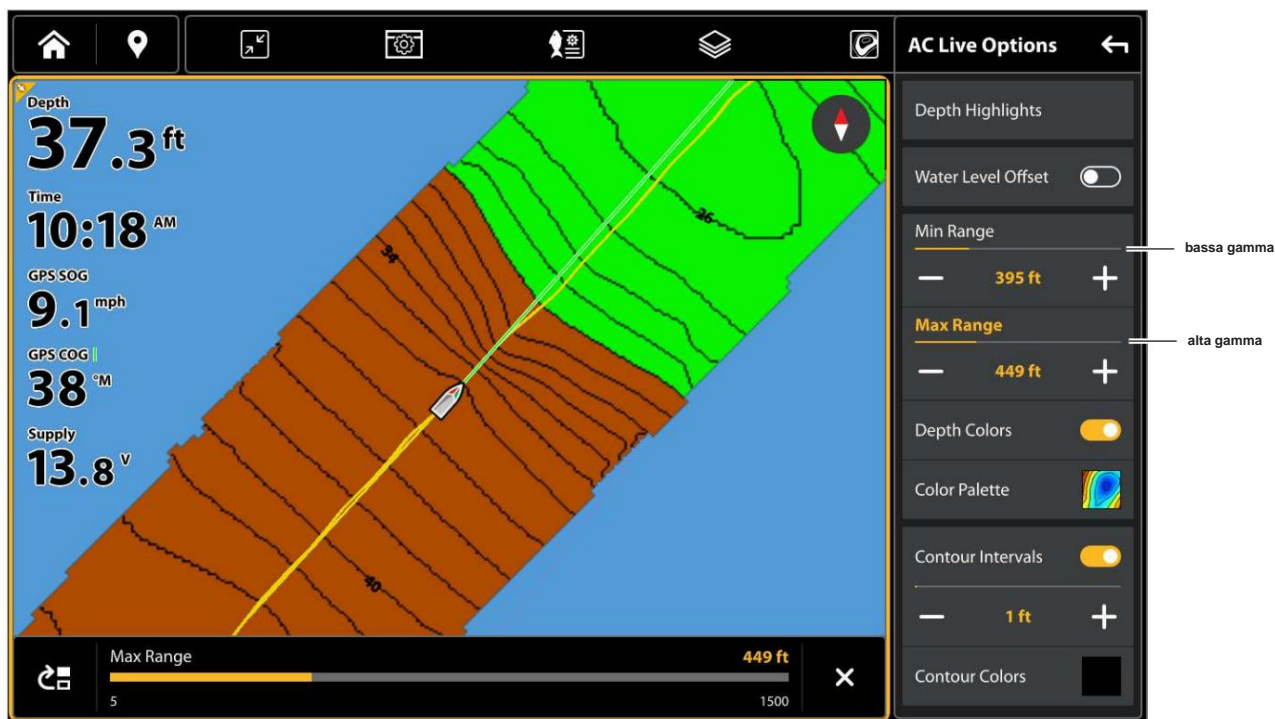 AC Live Options
Depth
37.3 ft
Time
10:18 AM
GPS SOG
9.1 mph
GPS COG
38 °M
Supply
13.8 V
26
34
40
Max Range
449 ft
5
1500
Depth Highlights
Water Level Offset
Min Range
395 ft
Max Range
449 ft
Depth Colors
Color Palette
Contour Intervals
1 ft
Contour Colors
bassa gamma
alta gamma